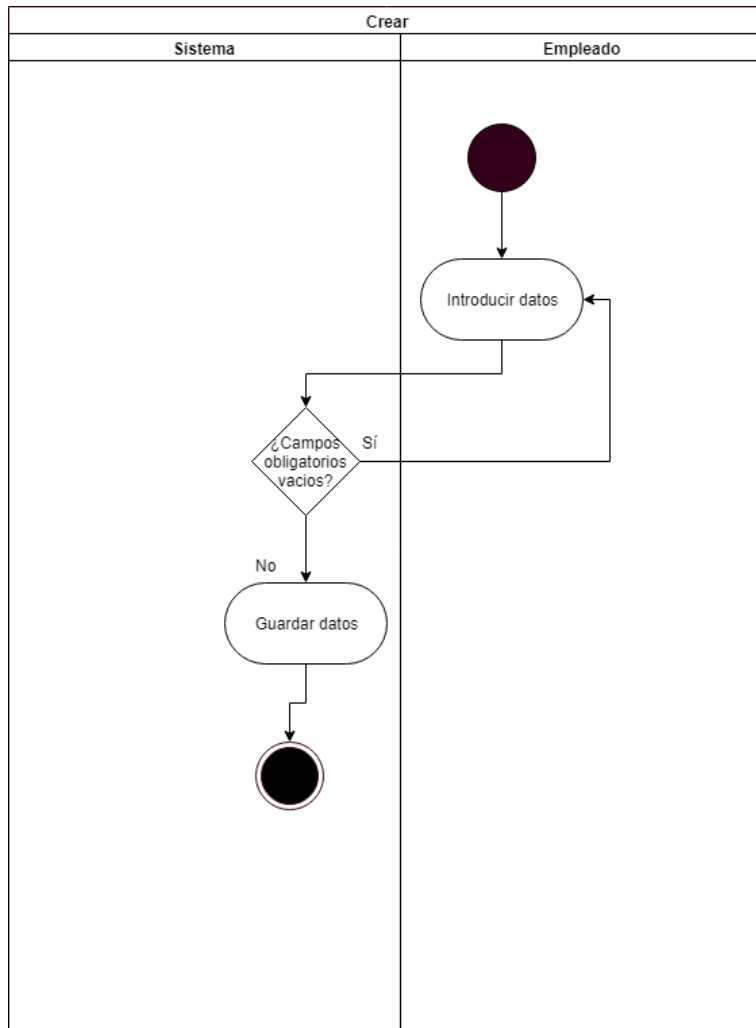 Crear
Sistema
Empleado
Introducir datos
¿Campos
obligatorios
vacios?
Sí
No
Guardar datos